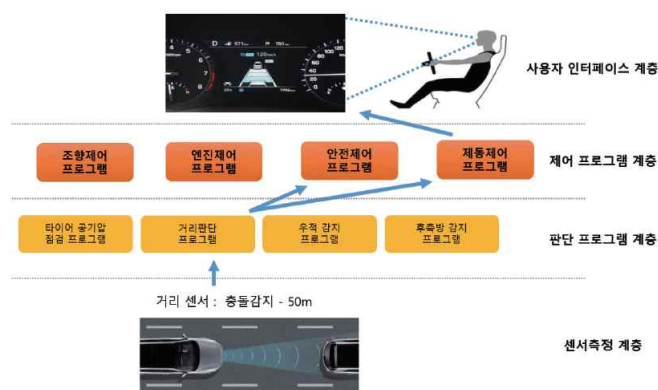 사용자 인터페이스 계층
조향제어
프로그램
엔진제어
프로그램
안전제어
프로그램
제동제어
프로그램
제어 프로그램 계층
타이어 공기압
점검 프로그램
거리판단
프로그램
우적 감지
프로그램
후측방 감지
프로그램
판단 프로그램 계층
거리 센서 : 충돌감지 - 50m
센서측정 계층